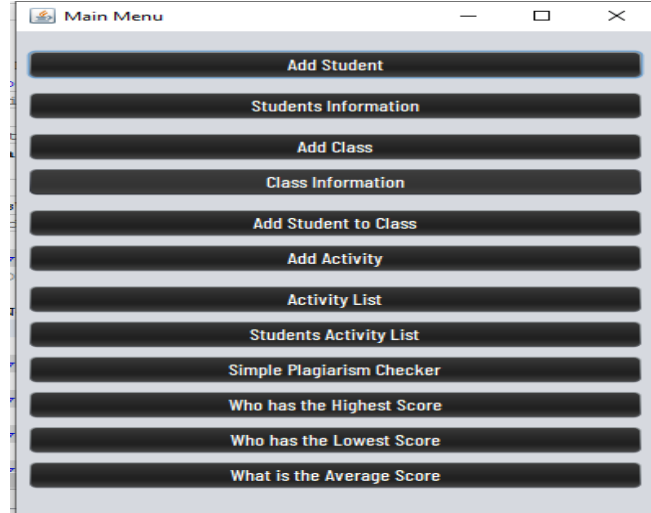 Main Menu
Add Student
Students Information
Add Class
Class Information
Add Student to Class
Add Activity
Activity List
Students Activity List
Simple Plagiarism Checker
Who has the Highest Score
Who has the Lowest Score
What is the Average Score